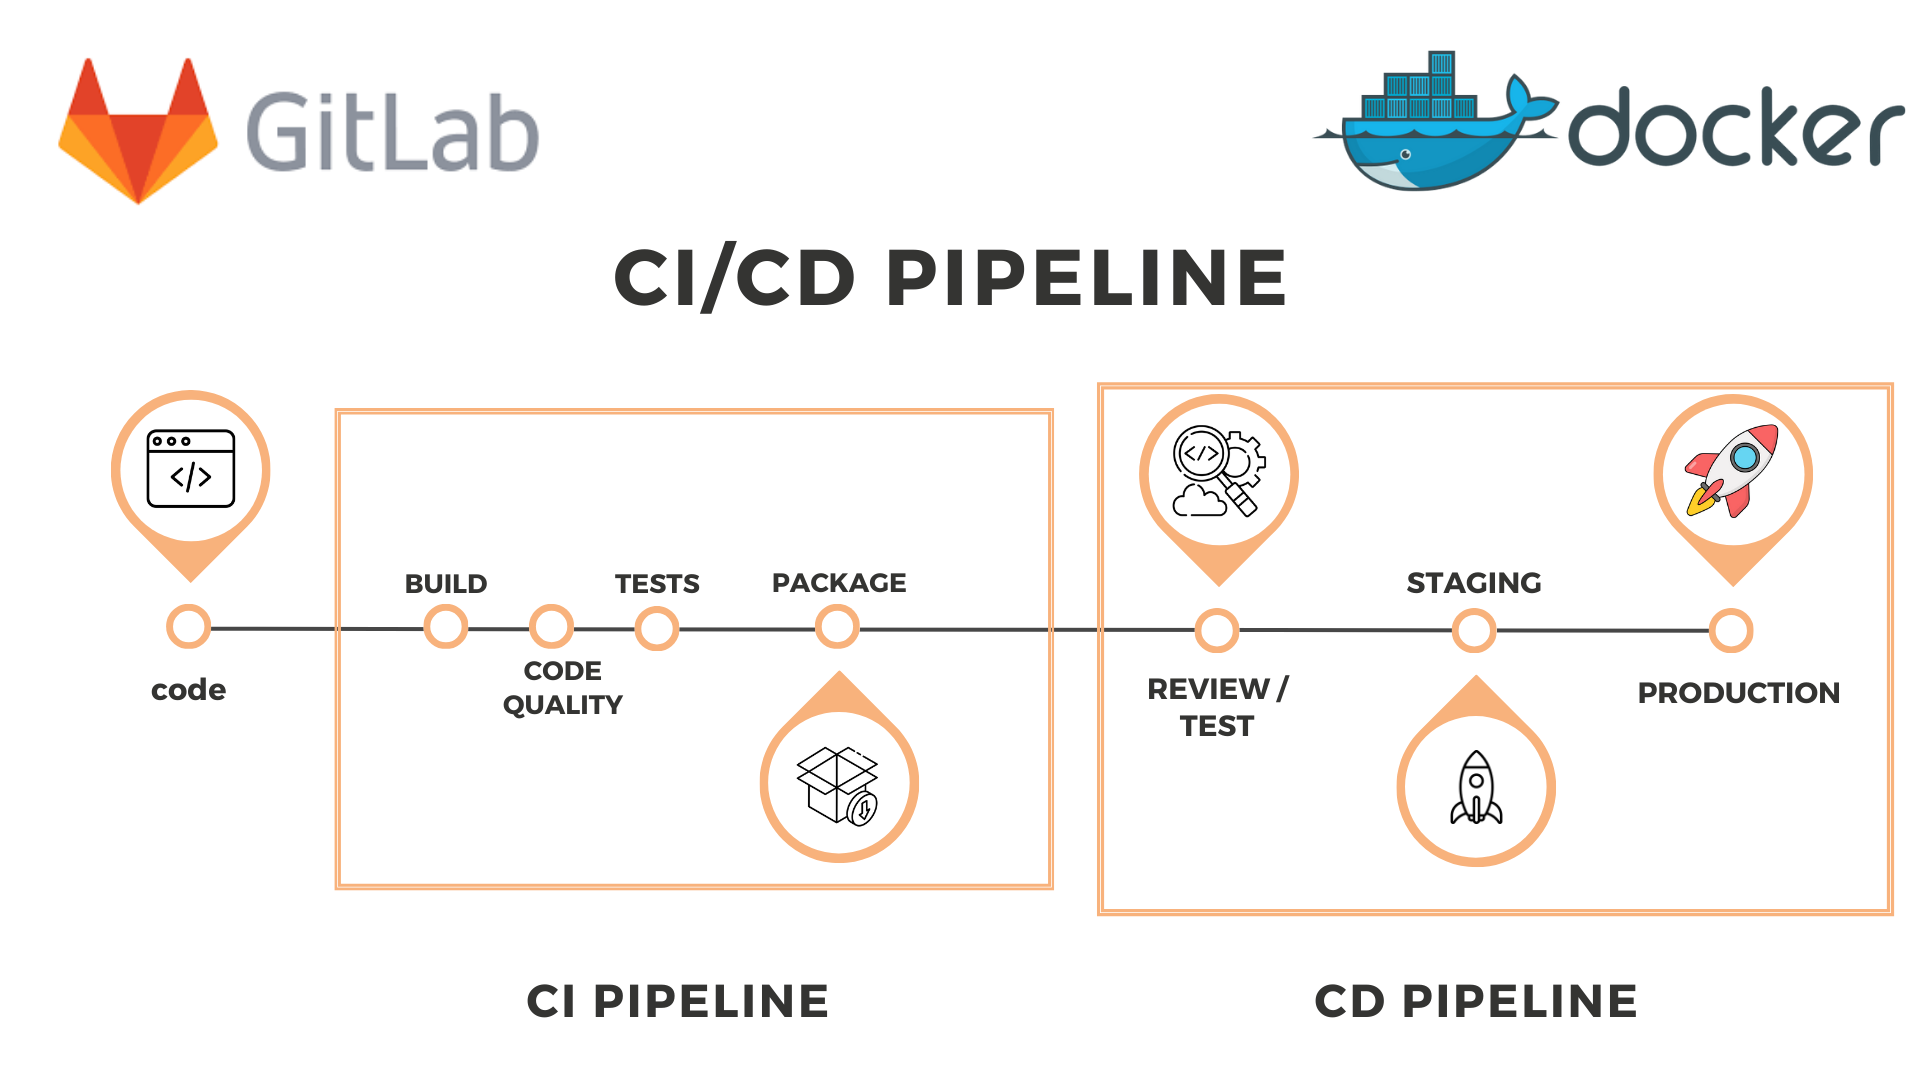 GitLab
docker
CI/CD PIPELINE
code
BUILD
CODE
QUALITY
TESTS
PACKAGE
REVIEW /
TEST
STAGING
PRODUCTION
CI PIPELINE
CD PIPELINE